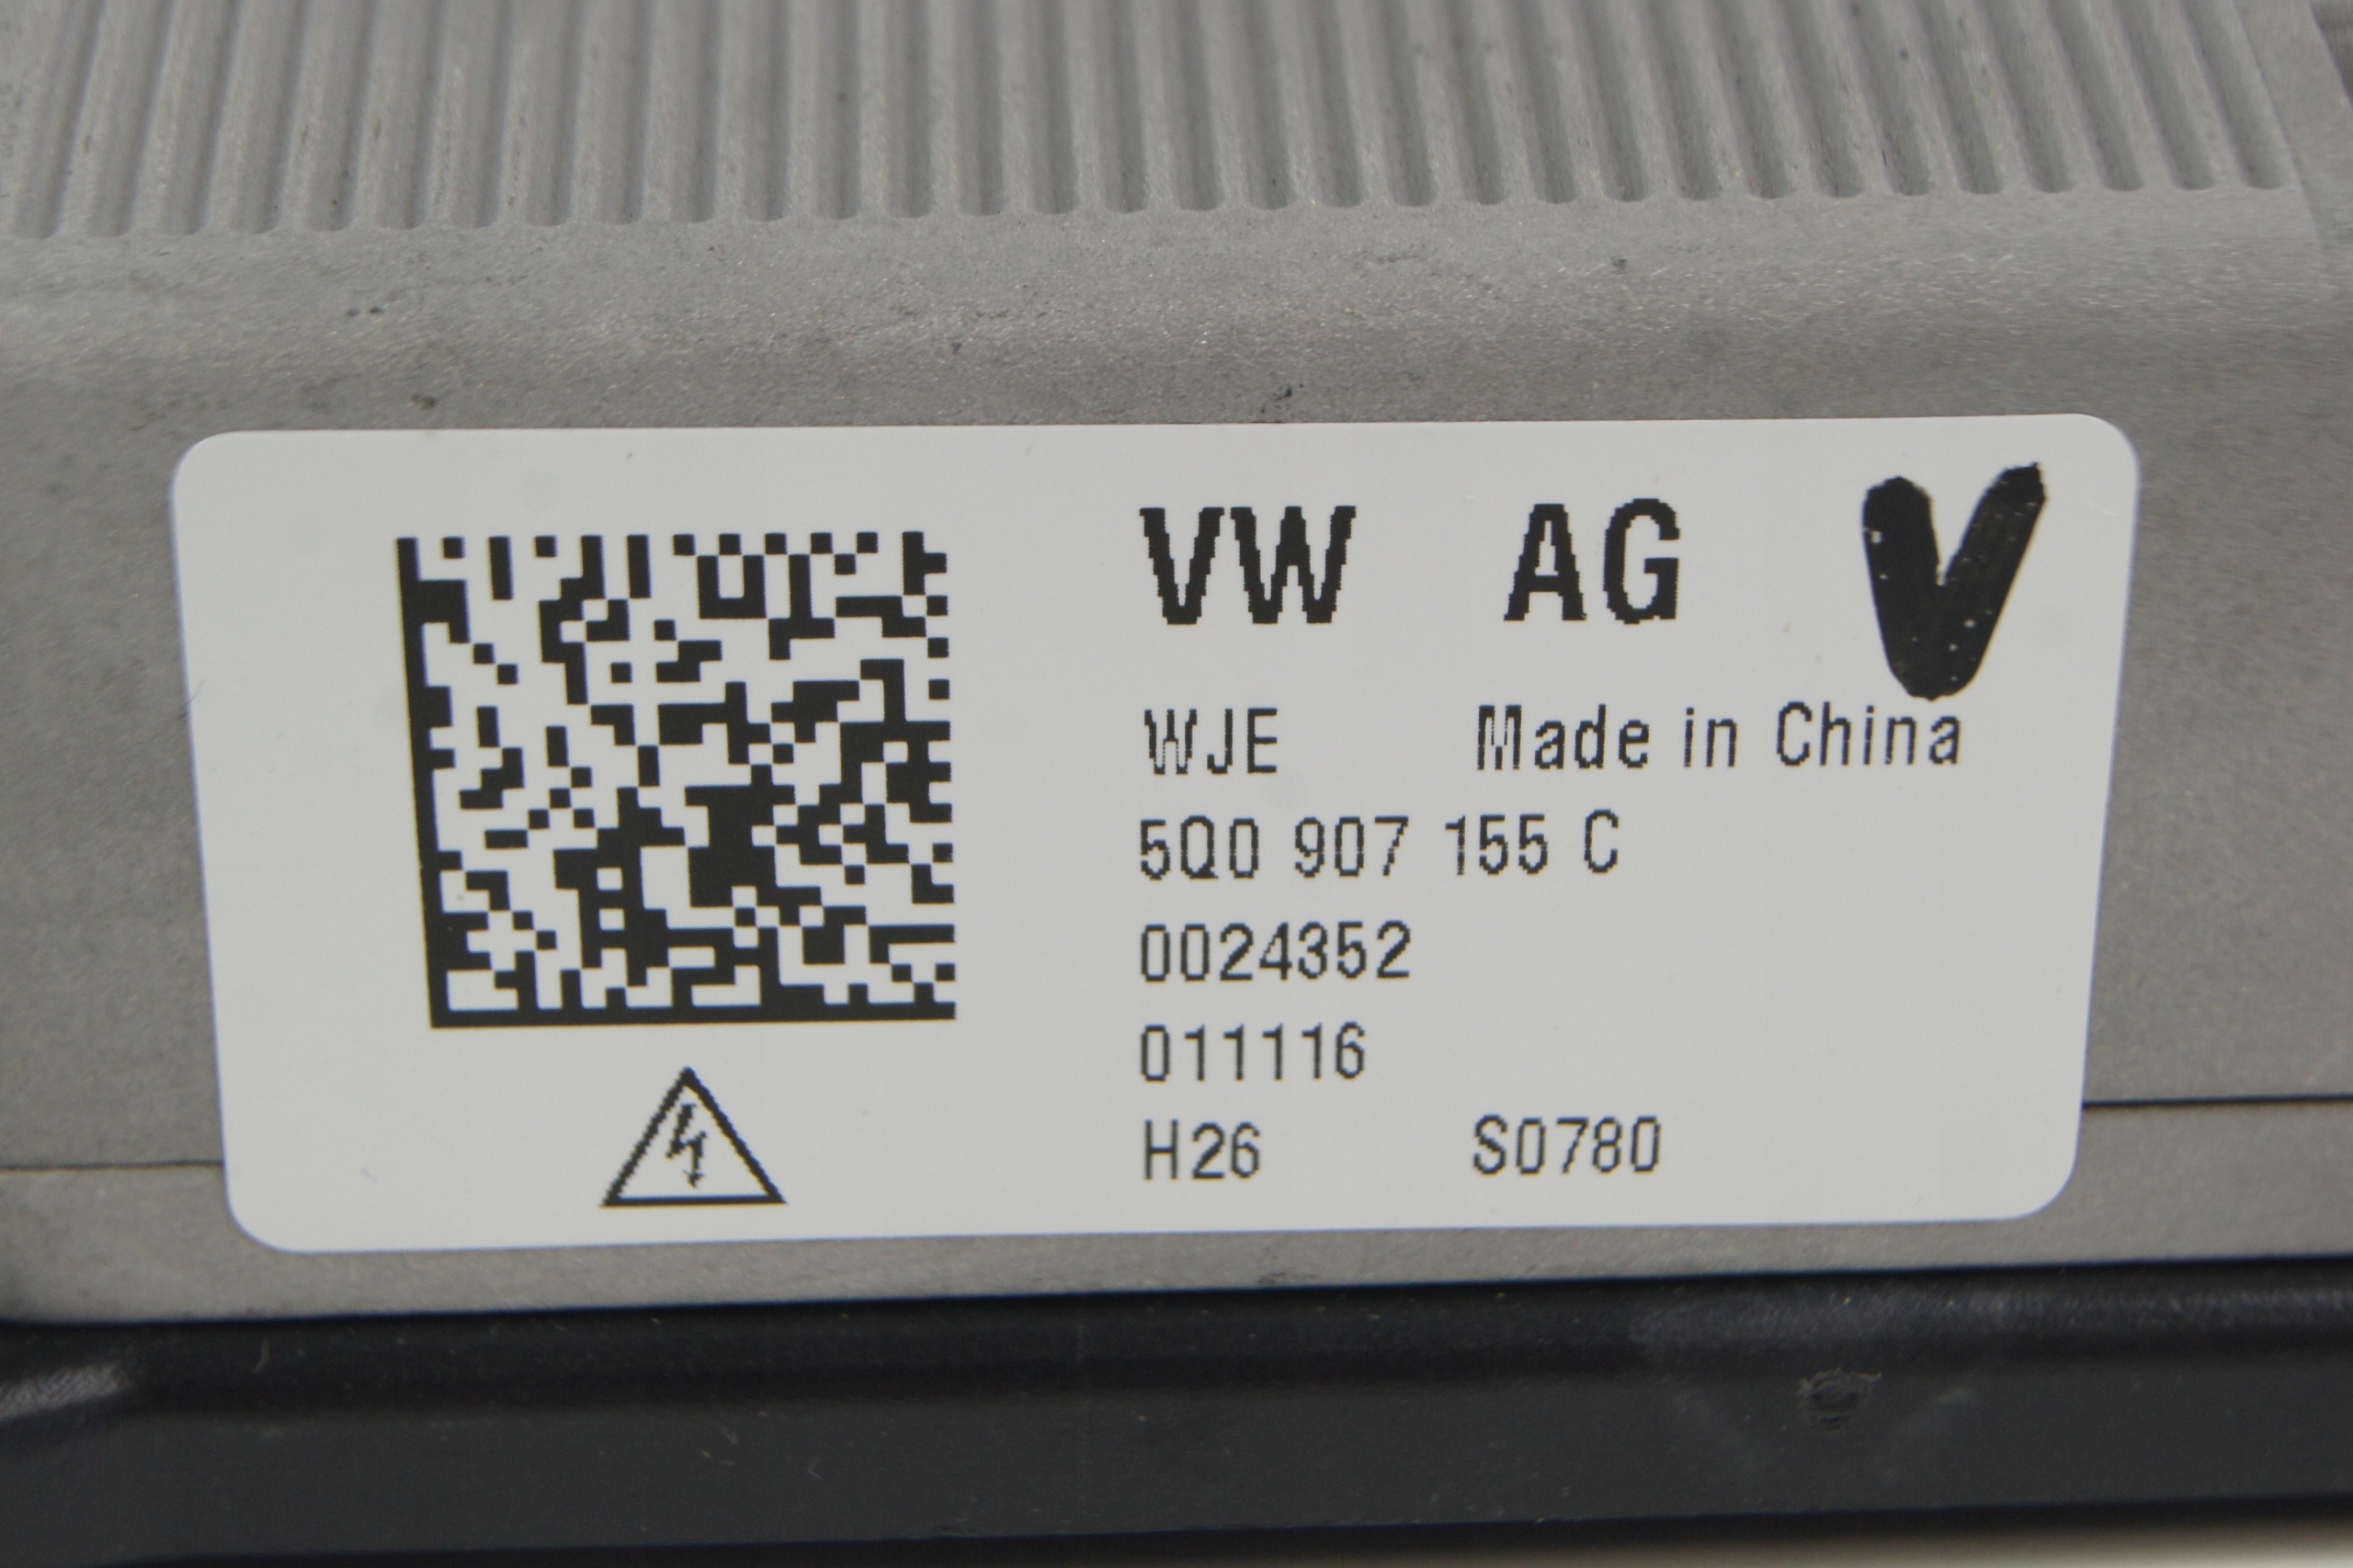 VW AG V
WJE Made in China
5Q0 907 155 C
0024352
011116
H26 S0780